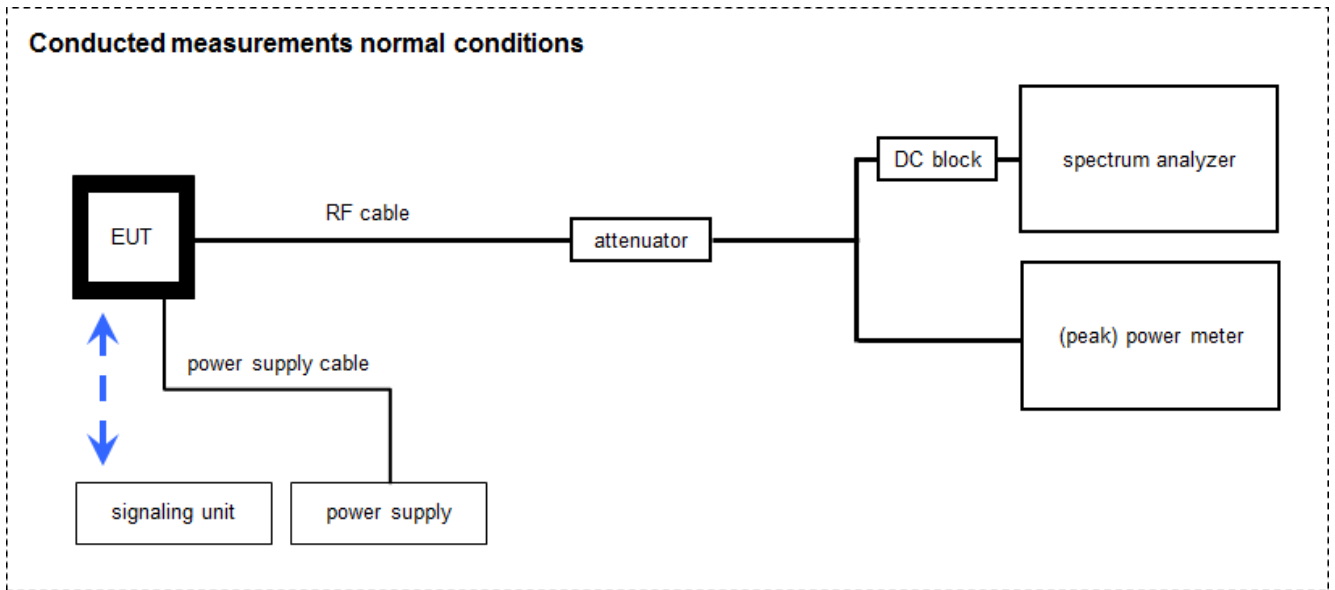 Conducted measurements normal conditions
DC block
spectrum analyzer
RF cable
EUT
attenuator
(peak) power meter
power supply cable
signaling unit
power supply